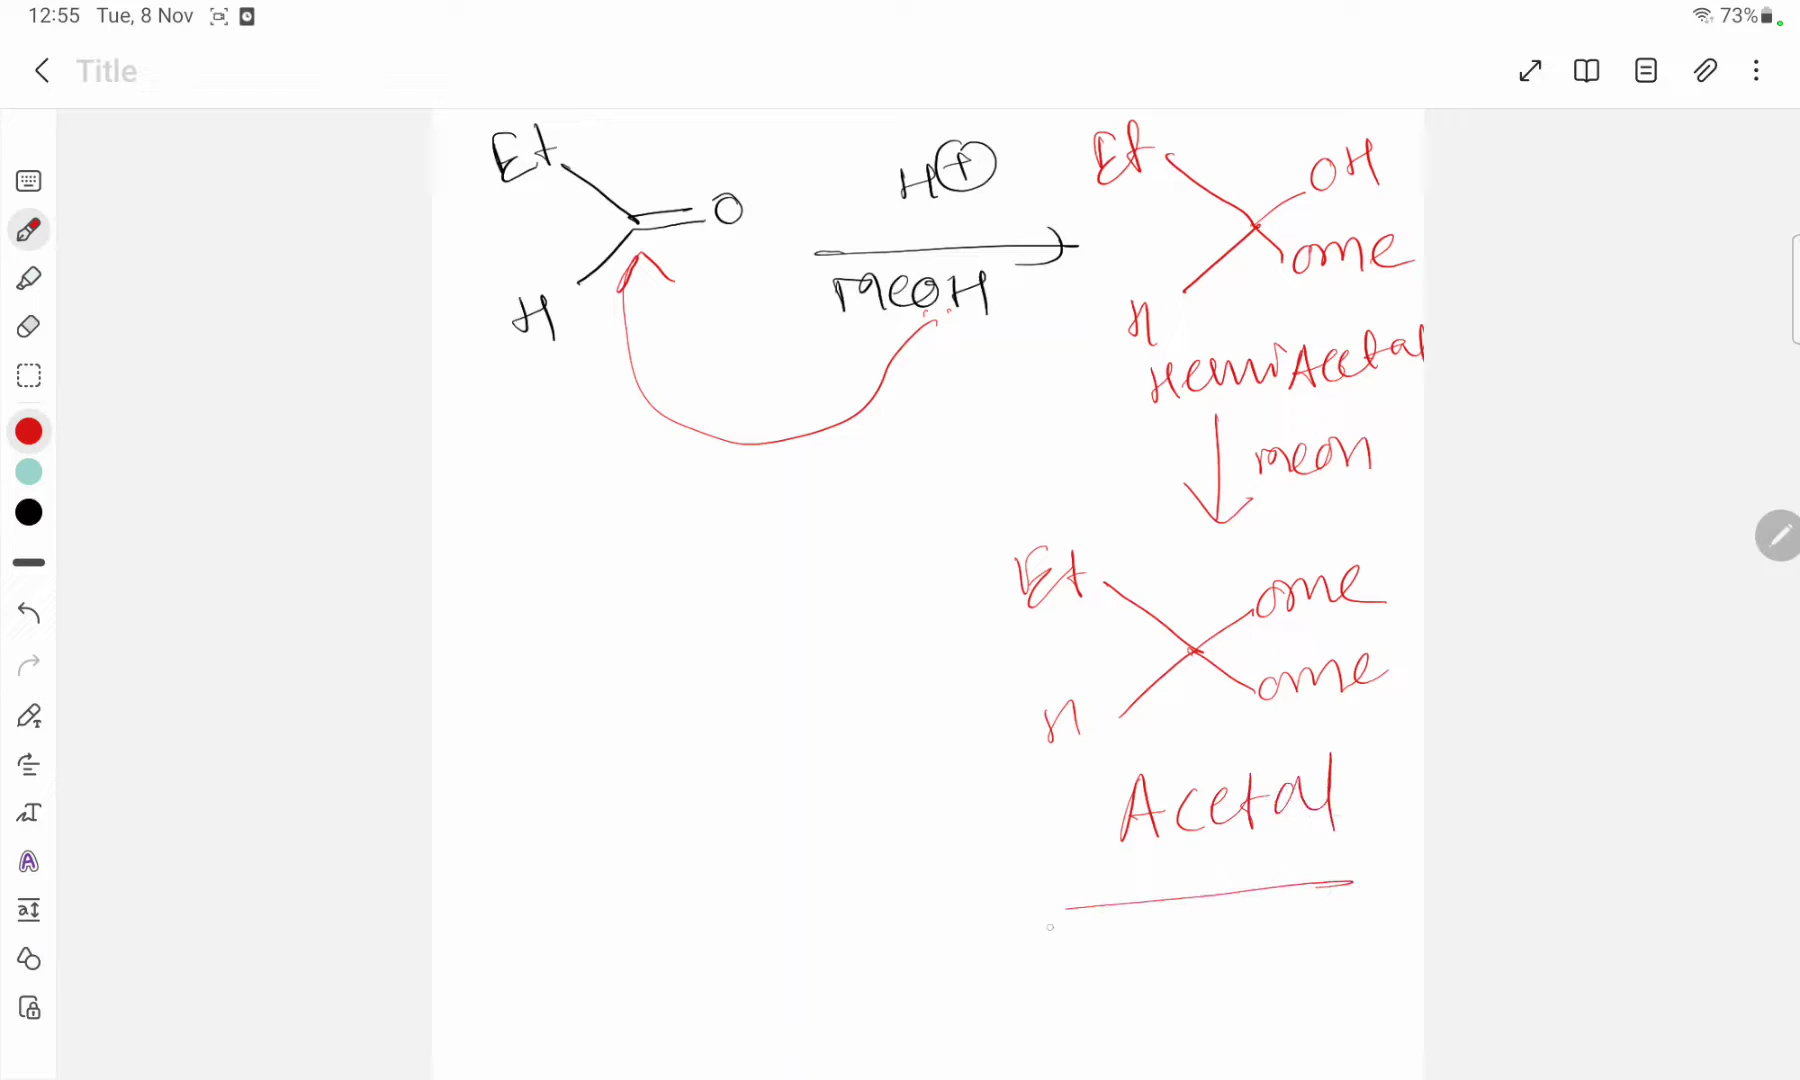 12:55 Tue, 8 Nov
73%
Title
Et
H
O
H+
MeOH
Et
OH
OMe
H
HemiAcetal
MeOH
Et
OMe
OMe
H
Acetal